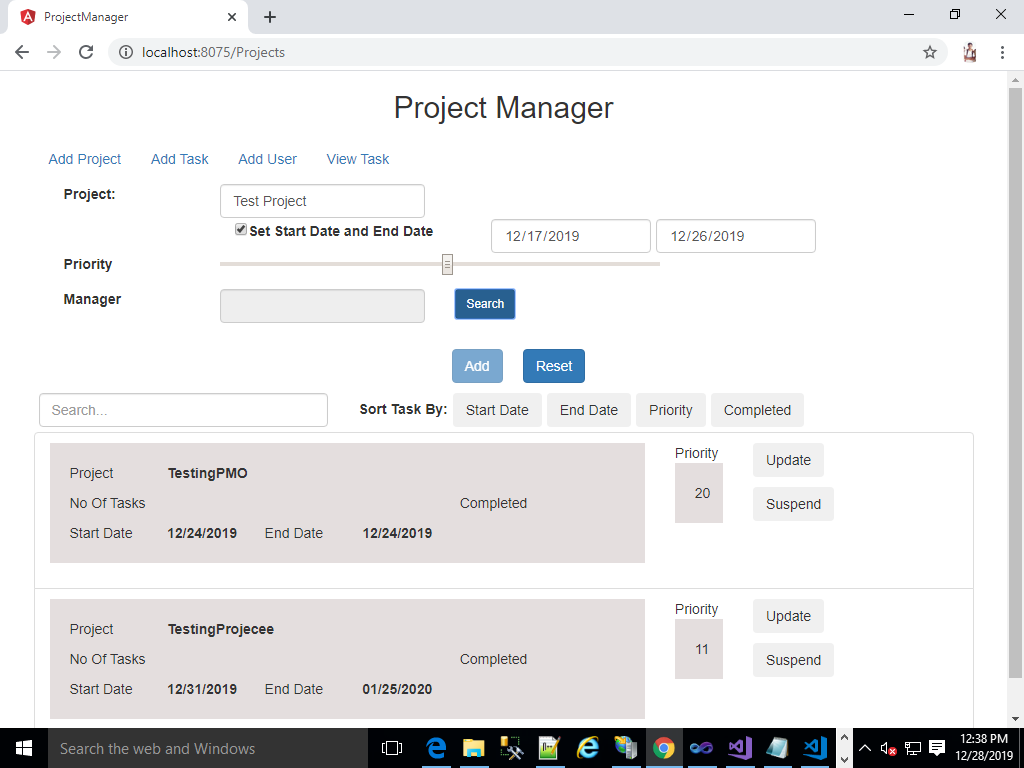 ProjectManager
localhost:8075/Projects
Project Manager
Add Project Add Task Add User View Task
Project:
Test Project
Set Start Date and End Date
12/17/2019 12/26/2019
Priority
Manager
Search
Add Reset
Search... Sort Task By: Start Date End Date Priority Completed
Project TestingPMO
No Of Tasks Completed
Start Date 12/24/2019 End Date 12/24/2019
Priority
20
Update
Suspend
Project TestingProjecee
No Of Tasks Completed
Start Date 12/31/2019 End Date 01/25/2020
Priority
11
Update
Suspend
Search the web and Windows
12:38 PM
12/28/2019